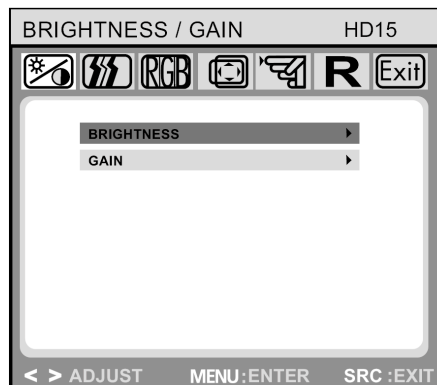 BRIGHTNESS / GAIN HD15
RGB R Exit
BRIGHTNESS
GAIN
< > ADJUST MENU:ENTER SRC :EXIT